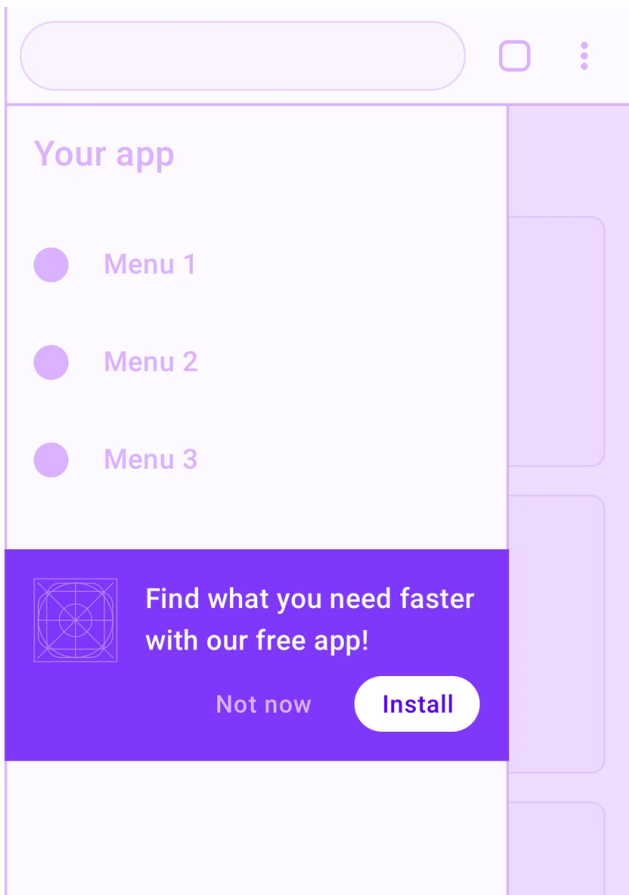 Your app
Menu 1
Menu 2
Menu 3
Find what you need faster
with our free app!
Not now
Install